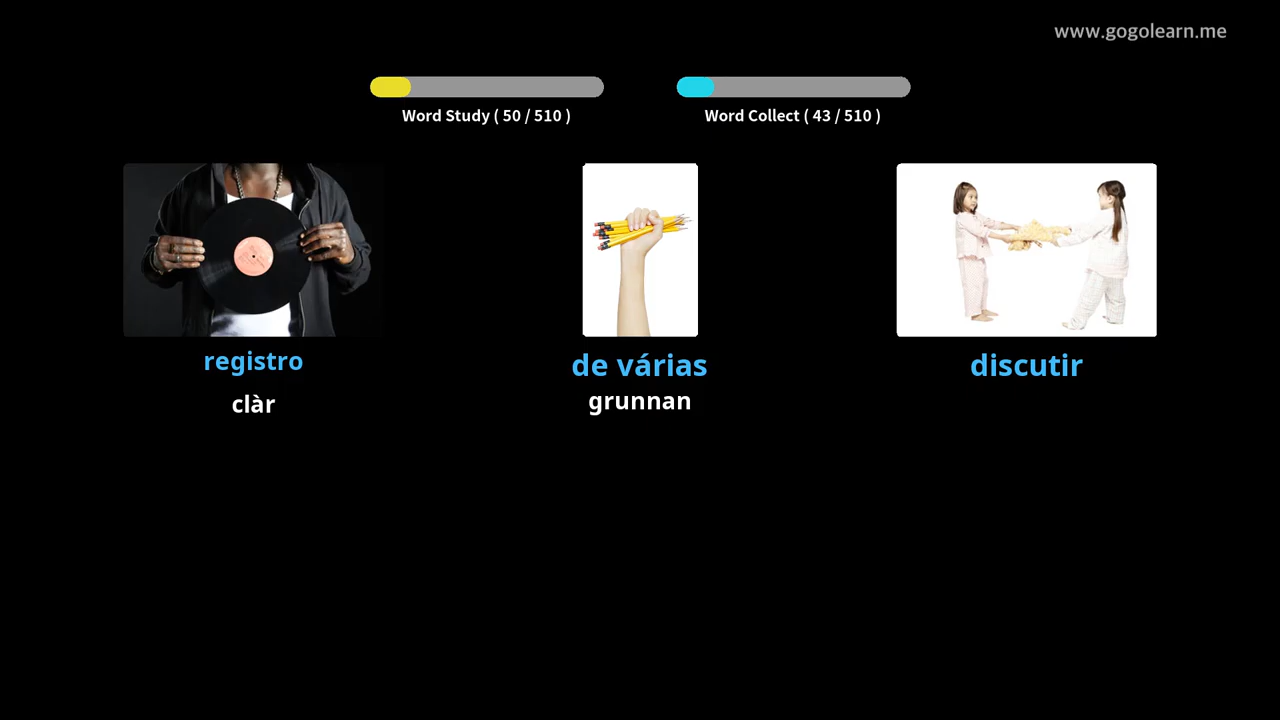 www.gogolearn.me
Word Study ( 50 / 510 )
Word Collect ( 43 / 510 )
registro
de várias
discutir
clàr
grunnan